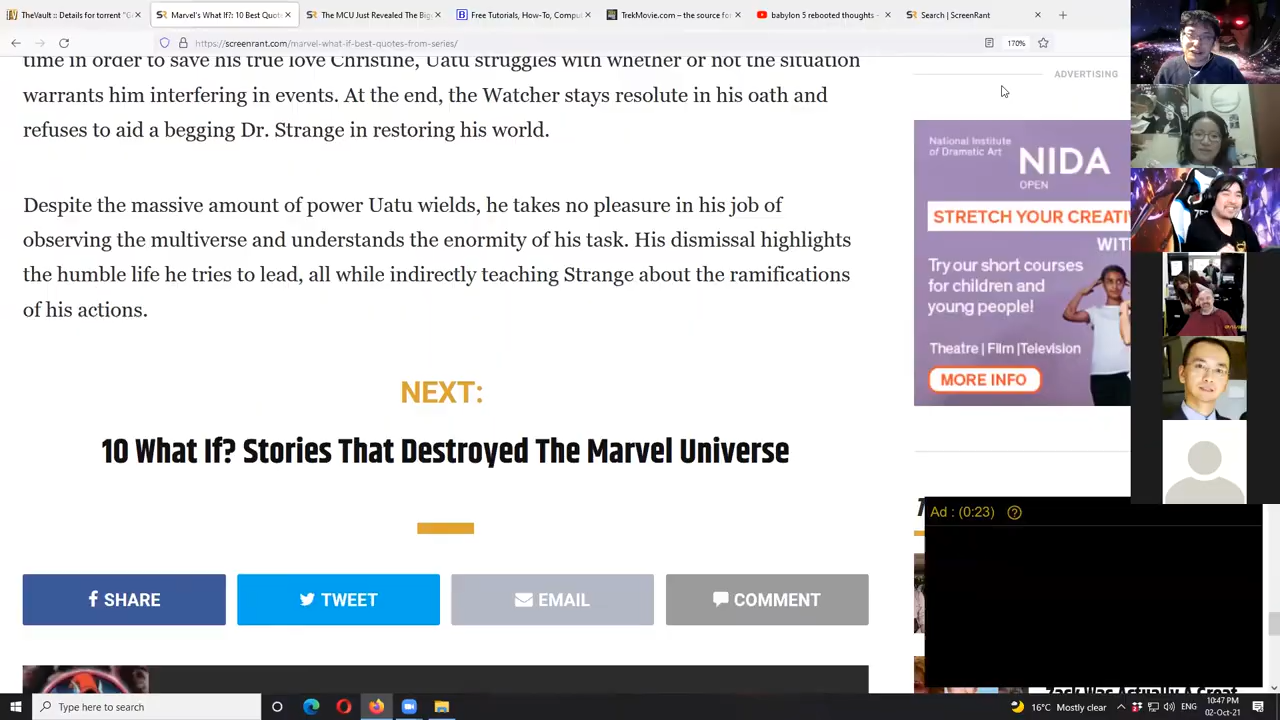 TheVault :: Details for torrent "G
Marvel's What If?: 10 Best Quot
The MCU Just Revealed The Big
Free Tutorials, How-To, Compu
TrekMovie.com – the source fo
babylon 5 rebooted thoughts -
Search | ScreenRant
https://screenrant.com/marvel-what-if-best-quotes-from-series/
170%
time in order to save his true love Christine, Uatu struggles with whether or not the situation
warrants him interfering in events. At the end, the Watcher stays resolute in his oath and
refuses to aid a begging Dr. Strange in restoring his world.
Despite the massive amount of power Uatu wields, he takes no pleasure in his job of
observing the multiverse and understands the enormity of his task. His dismissal highlights
the humble life he tries to lead, all while indirectly teaching Strange about the ramifications
of his actions.
NEXT:
10 What If? Stories That Destroyed The Marvel Universe
SHARE
TWEET
EMAIL
COMMENT
ADVERTISING
National Institute
of Dramatic Art
NIDA
OPEN
STRETCH YOUR CREATI
WIT
Try our short courses
for children and
young people!
Theatre | Film |Television
MORE INFO
Ad : (0:23)
Zack Was Actually A Great
Type here to search
16°C Mostly clear
ENG
10:47 PM
02-Oct-21